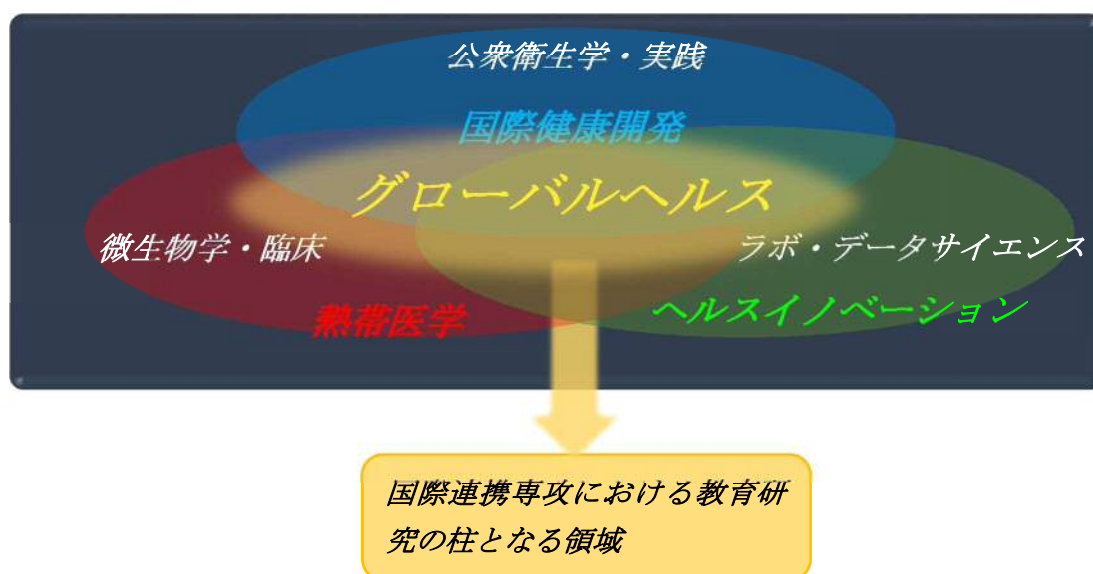 公衆衛生学・実践
国際健康開発
グローバルヘルス
微生物学・臨床
ラボ・データサイエンス
熱帯医学
ヘルスイノベーション
国際連携専攻における教育研
究の柱となる領域